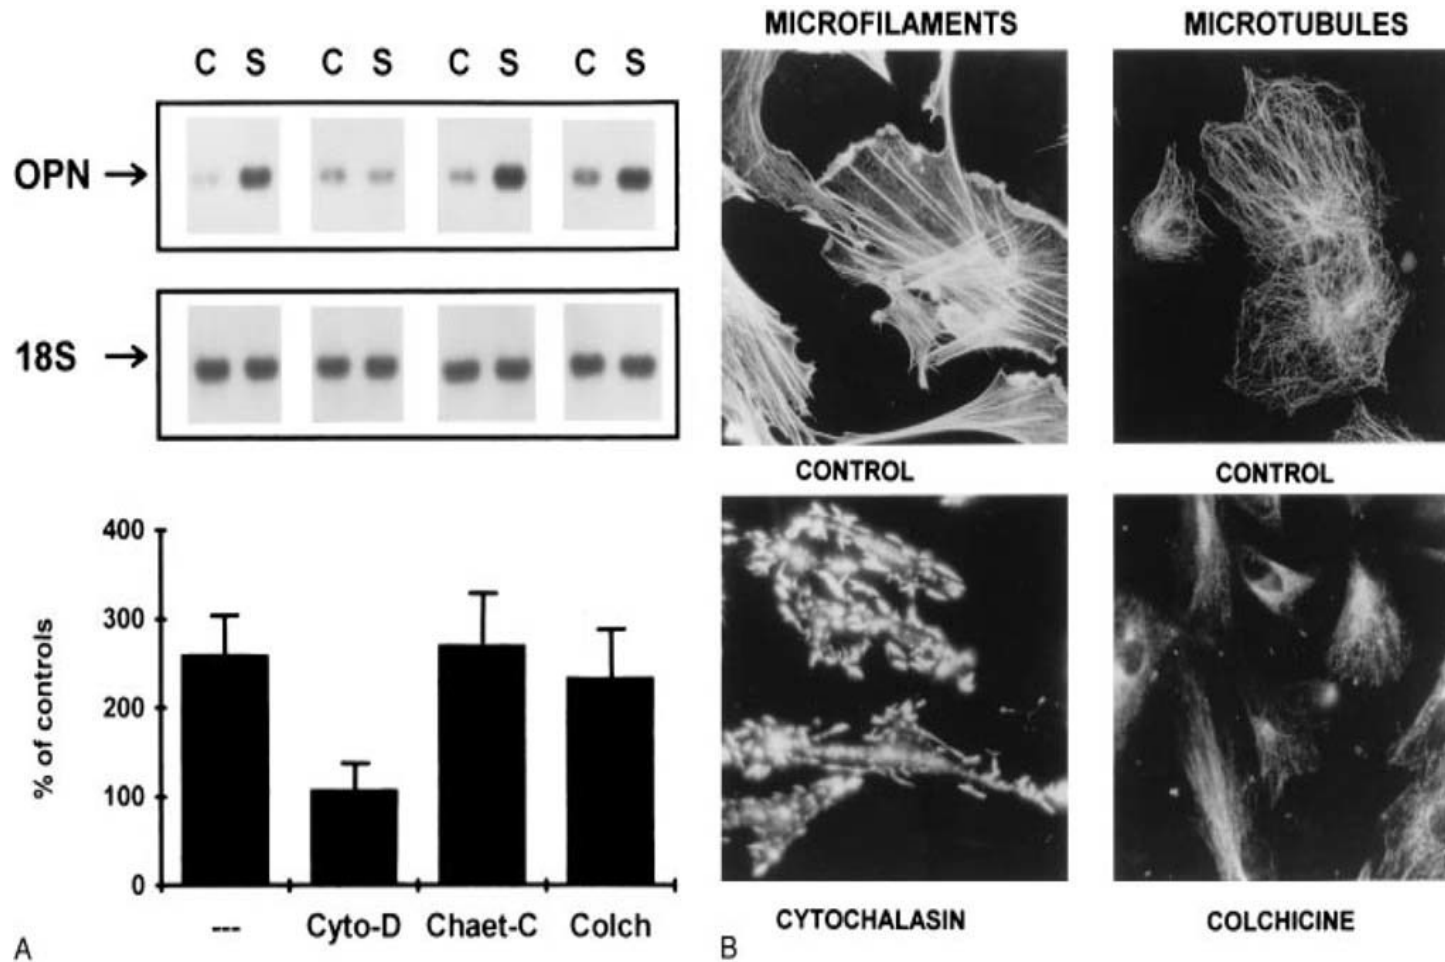 C S C S C S C S
OPN →
18S →
400
300
200
100
0
% of controls
--- Cyto-D Chaet-C Colch
A
MICROFILAMENTS MICROTUBULES
CONTROL CONTROL
CYTOCHALASIN COLCHICINE
B